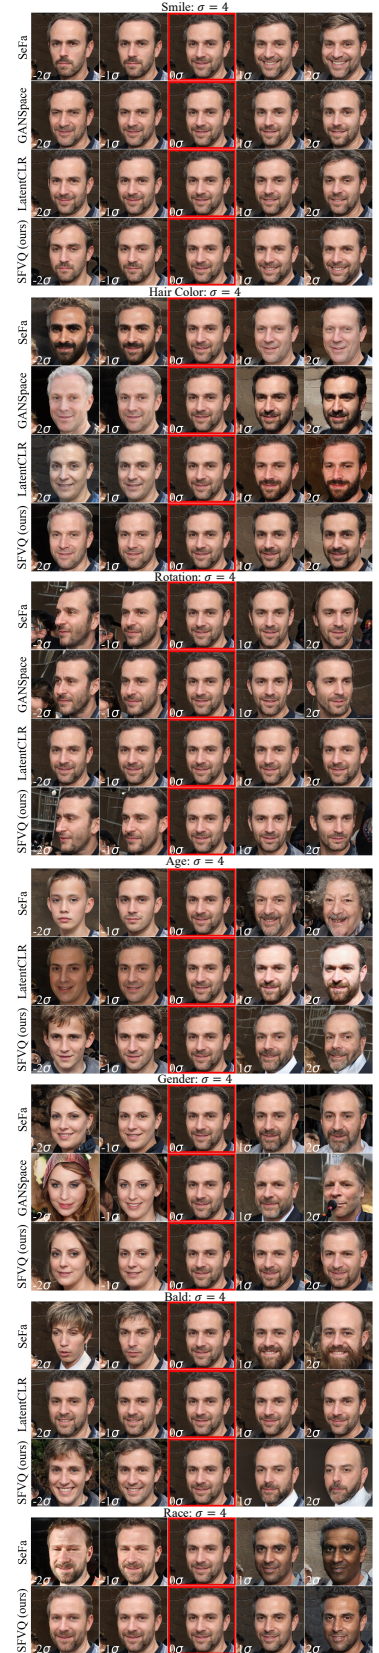 Smile: σ = 4
SeFa
-2σ -1σ 0σ 1σ 2σ
GANSpace
-2σ -1σ 0σ 1σ 2σ
LatentCLR
-2σ -1σ 0σ 1σ 2σ
SFVQ (ours)
-2σ -1σ 0σ 1σ 2σ
Hair Color: σ = 4
SeFa
-2σ -1σ 0σ 1σ 2σ
GANSpace
-2σ -1σ 0σ 1σ 2σ
LatentCLR
-2σ -1σ 0σ 1σ 2σ
SFVQ (ours)
-2σ -1σ 0σ 1σ 2σ
Rotation: σ = 4
SeFa
-2σ -1σ 0σ 1σ 2σ
GANSpace
-2σ -1σ 0σ 1σ 2σ
LatentCLR
-2σ -1σ 0σ 1σ 2σ
SFVQ (ours)
-2σ -1σ 0σ 1σ 2σ
Age: σ = 4
SeFa
-2σ -1σ 0σ 1σ 2σ
LatentCLR
-2σ -1σ 0σ 1σ 2σ
SFVQ (ours)
-2σ -1σ 0σ 1σ 2σ
Gender: σ = 4
SeFa
-2σ -1σ 0σ 1σ 2σ
GANSpace
-2σ -1σ 0σ 1σ 2σ
SFVQ (ours)
-2σ -1σ 0σ 1σ 2σ
Bald: σ = 4
SeFa
-2σ -1σ 0σ 1σ 2σ
LatentCLR
-2σ -1σ 0σ 1σ 2σ
SFVQ (ours)
-2σ -1σ 0σ 1σ 2σ
Race: σ = 4
SeFa
-2σ -1σ 0σ 1σ 2σ
SFVQ (ours)
-2σ -1σ 0σ 1σ 2σ